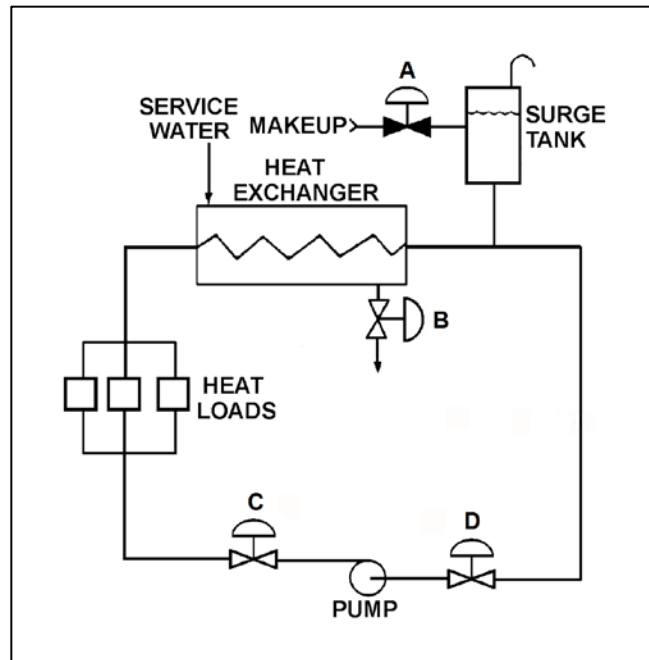 A
SERVICE
WATER
MAKEUP
SURGE
TANK
HEAT
EXCHANGER
B
HEAT
LOADS
C
D
PUMP